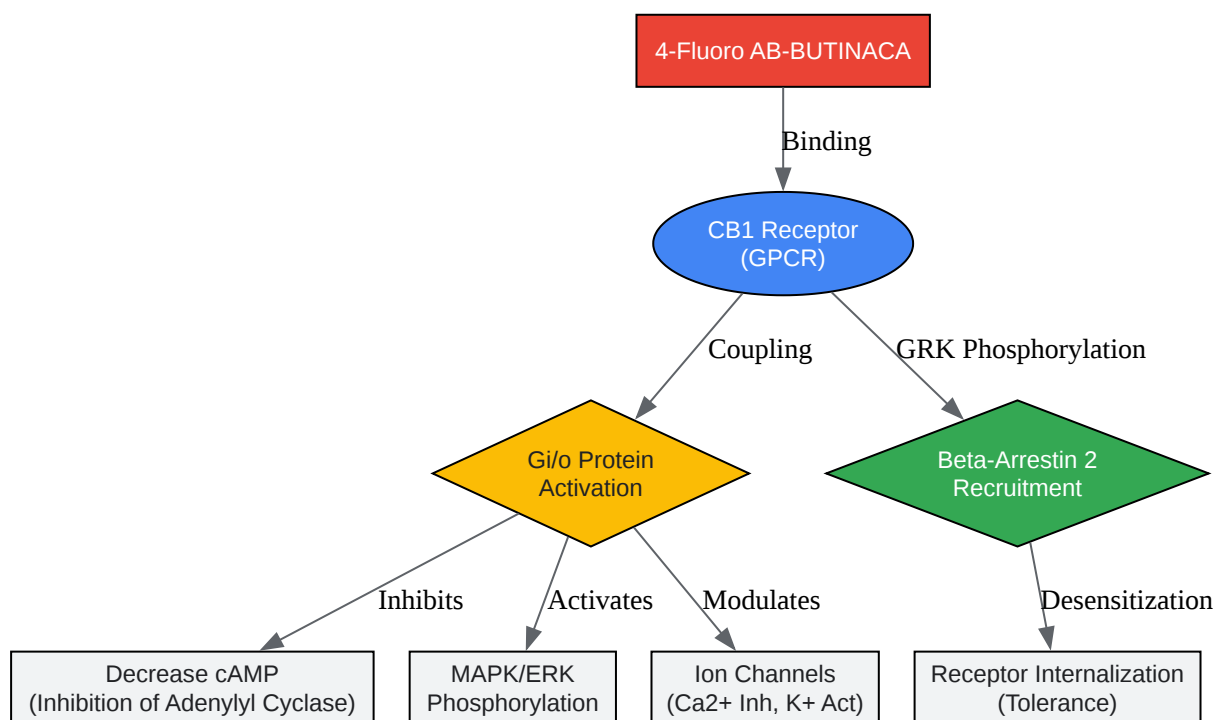 4-Fluoro AB-BUTINACA
Binding
CB1 Receptor
(GPCR)
Coupling
GRK Phosphorylation
Gi/o Protein
Activation
Beta-Arrestin 2
Recruitment
Inhibits
Activates
Modulates
Desensitization
Decrease cAMP
(Inhibition of Adenylyl Cyclase)
MAPK/ERK
Phosphorylation
Ion Channels
(Ca2+ Inh, K+ Act)
Receptor Internalization
(Tolerance)